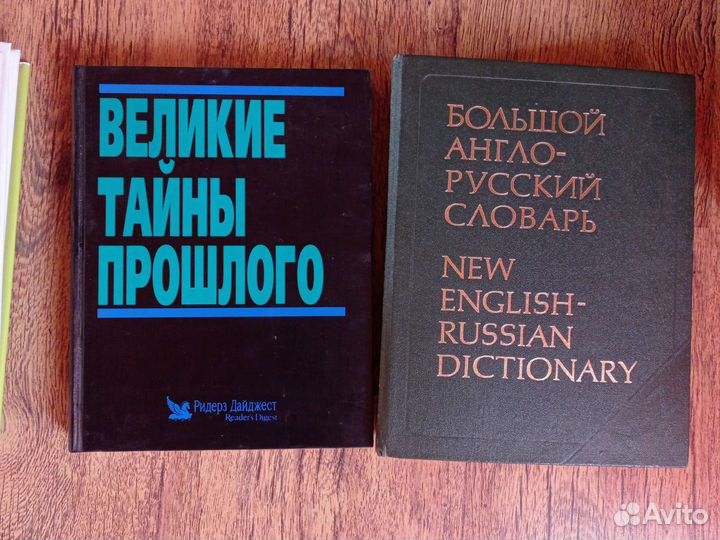 ВЕЛИКИЕ
ТАЙНЫ
ПРОШЛОГО
Ридерз Дайджест
Reader's Digest
БОЛЬШОЙ
АНГЛО-
РУССКИЙ
СЛОВАРЬ
NEW
ENGLISH-
RUSSIAN
DICTIONARY
Avito